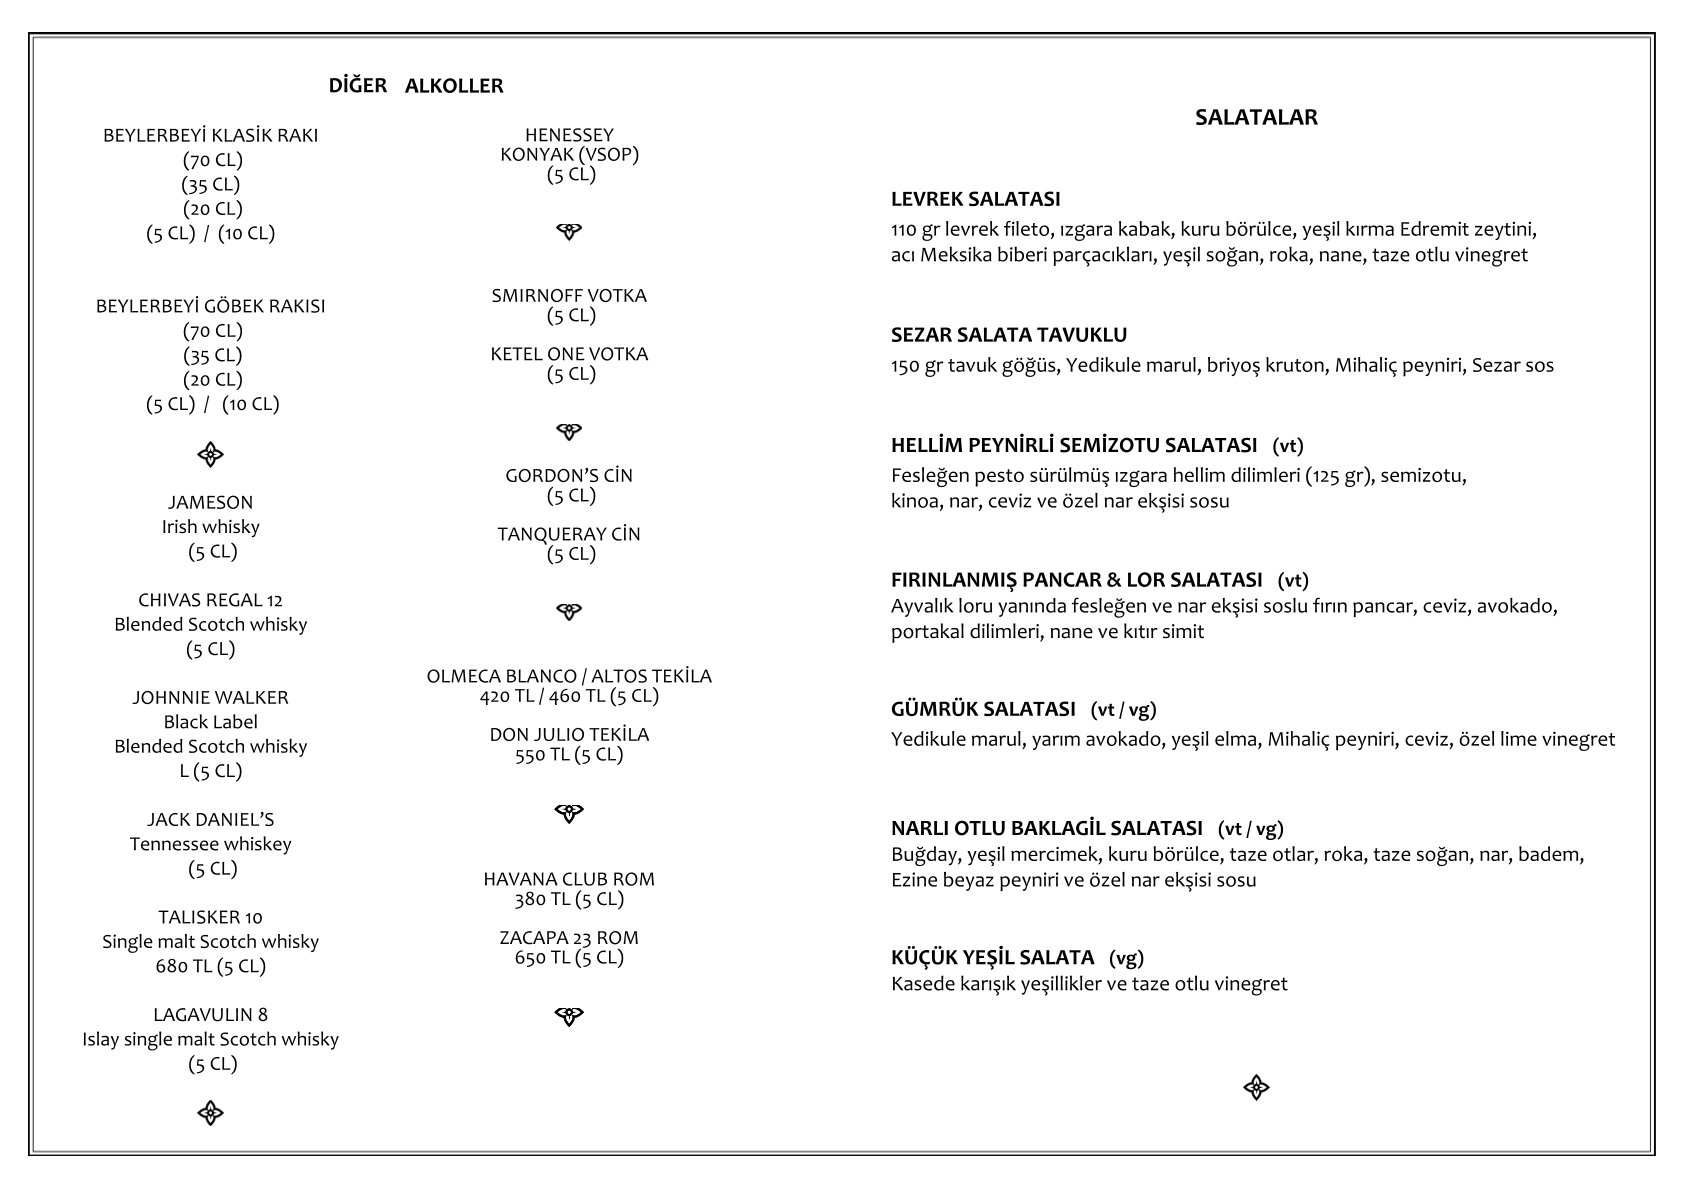 DİĞER ALKOLLER
BEYLERBEYİ KLASİK RAKI
(70 CL)
(35 CL)
(20 CL)
(5 CL) / (10 CL)
BEYLERBEYİ GÖBEK RAKISI
(70 CL)
(35 CL)
(20 CL)
(5 CL) / (10 CL)
JAMESON
Irish whisky
(5 CL)
CHIVAS REGAL 12
Blended Scotch whisky
(5 CL)
JOHNNIE WALKER
Black Label
Blended Scotch whisky
L (5 CL)
JACK DANIEL’S
Tennessee whiskey
(5 CL)
TALISKER 10
Single malt Scotch whisky
680 TL (5 CL)
LAGAVULIN 8
Islay single malt Scotch whisky
(5 CL)
HENESSEY
KONYAK (VSOP)
(5 CL)
SMIRNOFF VOTKA
(5 CL)
KETEL ONE VOTKA
(5 CL)
GORDON’S CİN
(5 CL)
TANQUERAY CİN
(5 CL)
OLMECA BLANCO / ALTOS TEKİLA
420 TL / 460 TL (5 CL)
DON JULIO TEKİLA
550 TL (5 CL)
HAVANA CLUB ROM
380 TL (5 CL)
ZACAPA 23 ROM
650 TL (5 CL)
SALATALAR
LEVREK SALATASI
110 gr levrek fileto, ızgara kabak, kuru börülce, yeşil kırma Edremit zeytini,
acı Meksika biberi parçacıkları, yeşil soğan, roka, nane, taze otlu vinegret
SEZAR SALATA TAVUKLU
150 gr tavuk göğüs, Yedikule marul, briyoş kruton, Mihaliç peyniri, Sezar sos
HELLİM PEYNİRLİ SEMİZOTU SALATASI (vt)
Fesleğen pesto sürülmüş ızgara hellim dilimleri (125 gr), semizotu,
kinoa, nar, ceviz ve özel nar ekşisi sosu
FIRINLANMIŞ PANCAR & LOR SALATASI (vt)
Ayvalık loru yanında fesleğen ve nar ekşisi soslu fırın pancar, ceviz, avokado,
portakal dilimleri, nane ve kıtır simit
GÜMRÜK SALATASI (vt / vg)
Yedikule marul, yarım avokado, yeşil elma, Mihaliç peyniri, ceviz, özel lime vinegret
NARLI OTLU BAKLAGİL SALATASI (vt / vg)
Buğday, yeşil mercimek, kuru börülce, taze otlar, roka, taze soğan, nar, badem,
Ezine beyaz peyniri ve özel nar ekşisi sosu
KÜÇÜK YEŞİL SALATA (vg)
Kasede karışık yeşillikler ve taze otlu vinegret